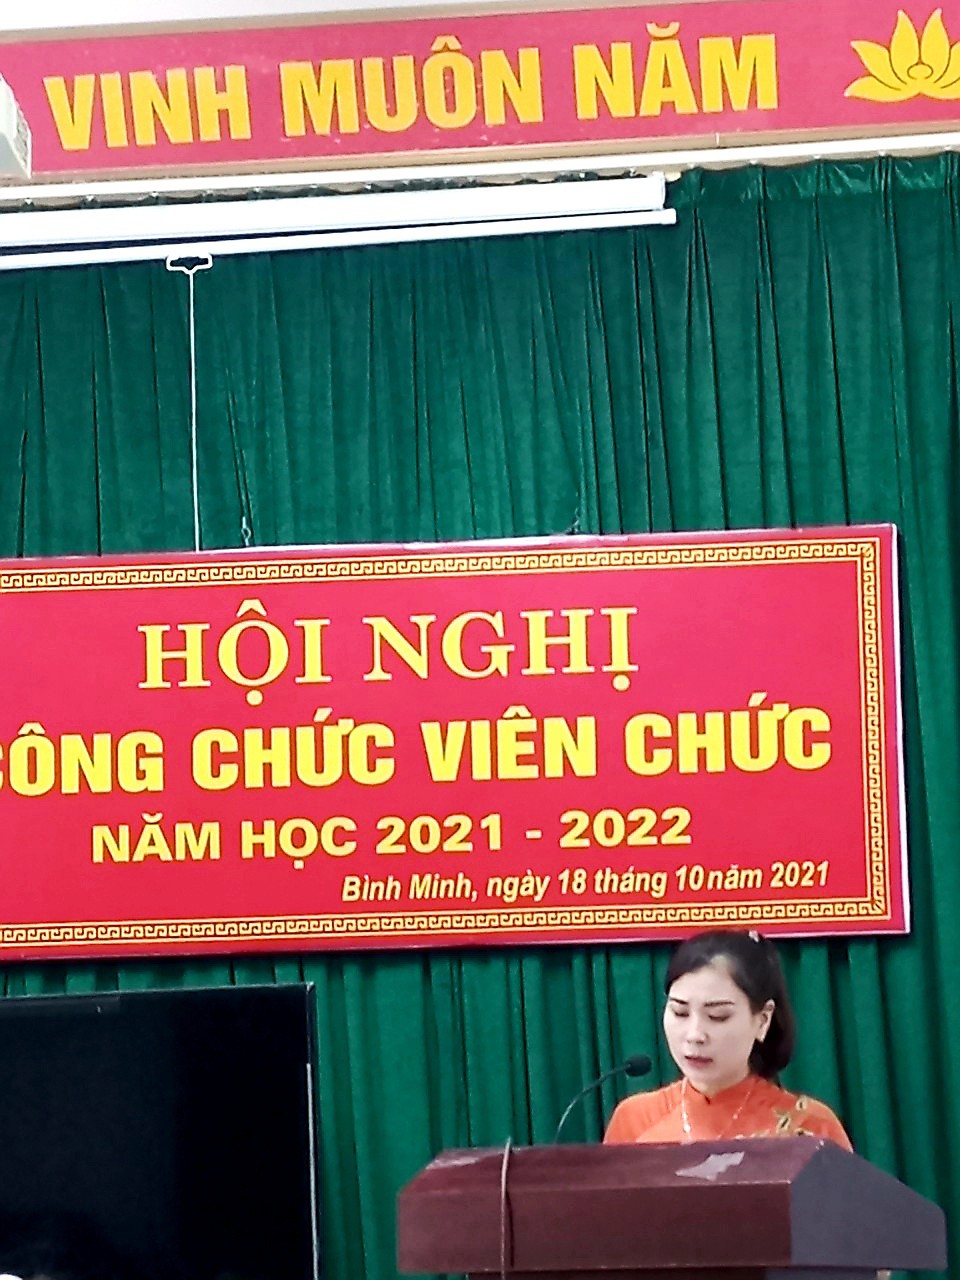 VINH MUÔN NĂM
HỘI NGHỊ
CÔNG CHỨC VIÊN CHỨC
NĂM HỌC 2021 - 2022
Bình Minh, ngày 18 tháng 10 năm 2021